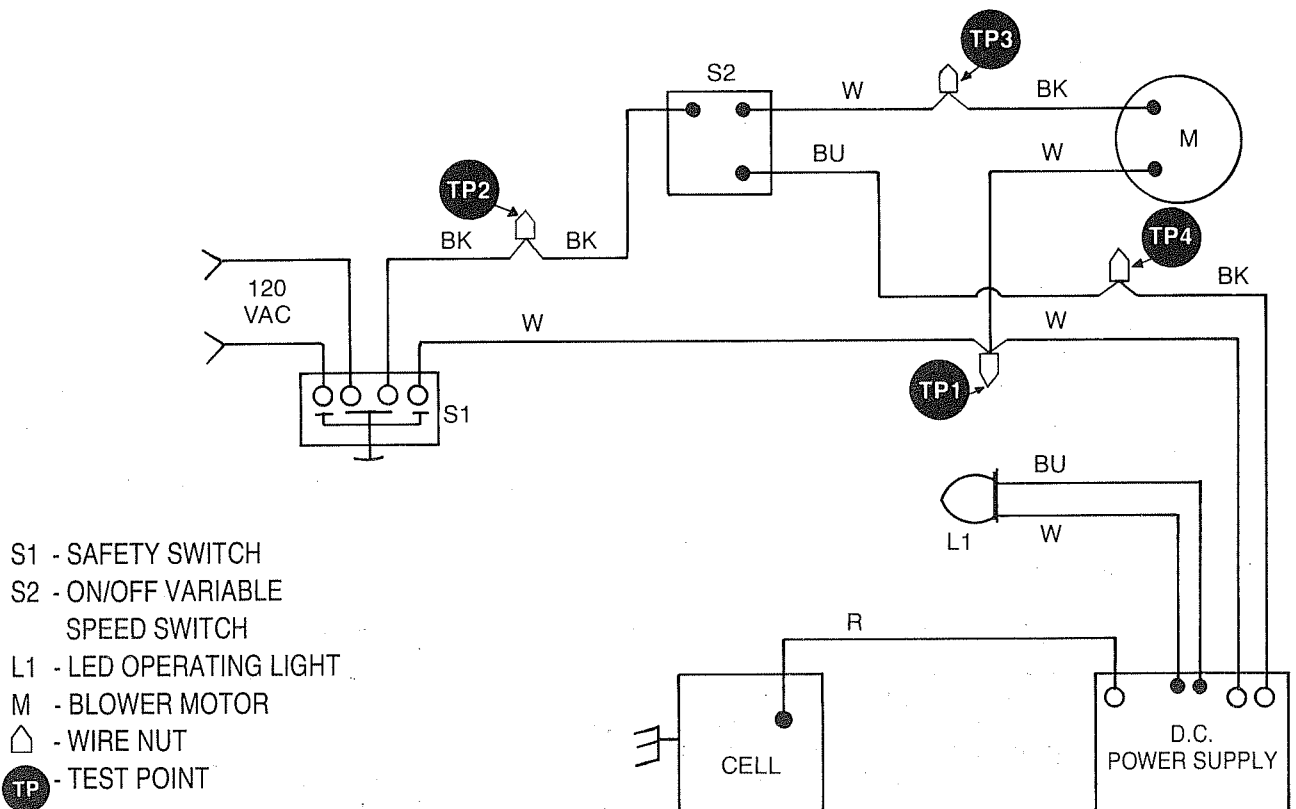 TP3
S2
W
BK
M
BU
W
TP2
TP4
BK
BK
BK
120
VAC
W
W
TP1
S1
BU
L1
W
S1 - SAFETY SWITCH
S2 - ON/OFF VARIABLE
SPEED SWITCH
L1 - LED OPERATING LIGHT
M - BLOWER MOTOR
- WIRE NUT
TP - TEST POINT
R
CELL
D.C.
POWER SUPPLY